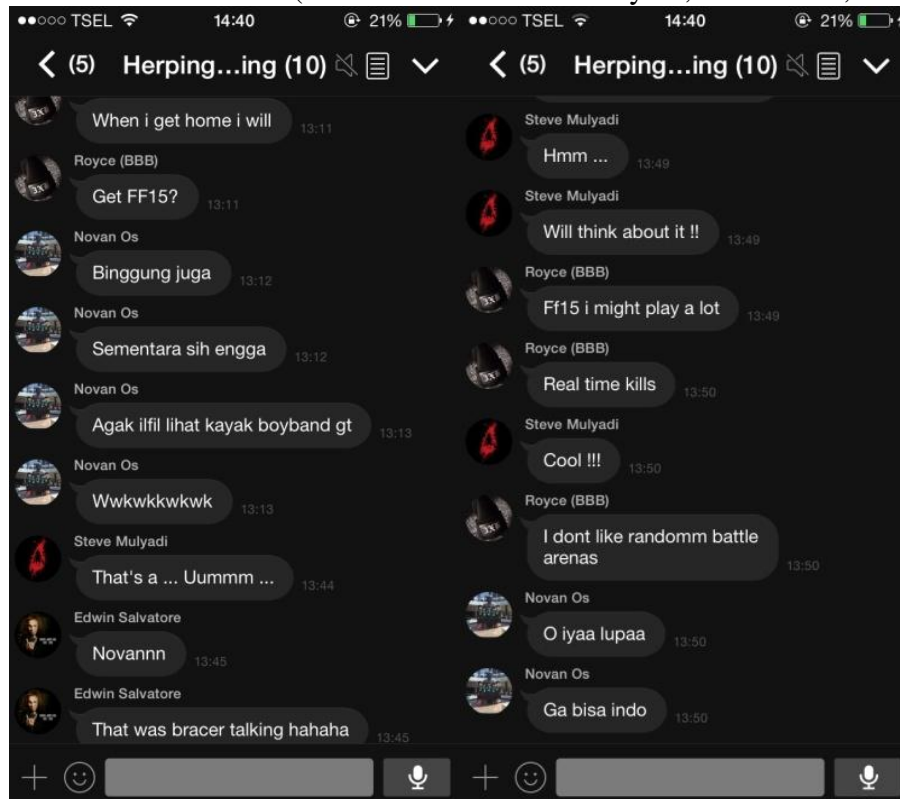 TSEL 14:40 21%
(5) Herping...ing (10)
When i get home i will 13:11
Royce (BBB)
Get FF15? 13:11
Novan Os
Binggung juga 13:12
Novan Os
Sementara sih engga 13:12
Novan Os
Agak ilfil lihat kayak boyband gt 13:13
Novan Os
Wwkwkkwkwk 13:13
Steve Mulyadi
That's a ... Uummm ... 13:44
Edwin Salvatore
Novannn 13:45
Edwin Salvatore
That was bracer talking hahaha 13:45
TSEL 14:40 21%
(5) Herping...ing (10)
Steve Mulyadi
Hmm ... 13:49
Steve Mulyadi
Will think about it !! 13:49
Royce (BBB)
Ff15 i might play a lot 13:49
Royce (BBB)
Real time kills 13:50
Steve Mulyadi
Cool !!! 13:50
Royce (BBB)
I dont like randomm battle
arenas 13:50
Novan Os
O iyaa lupaa 13:50
Novan Os
Ga bisa indo 13:50